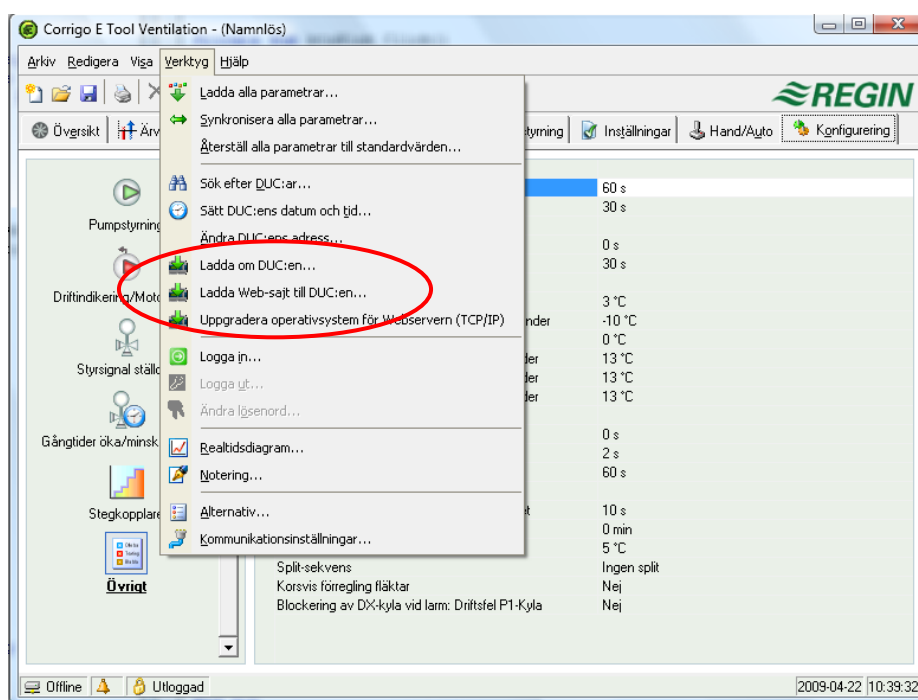 Corrigo E Tool Ventilation - (Namnlös)
Arkiv Redigera Visa Verktyg Hjälp
REGIN
Översikt Ärv tyrning Inställningar Hand/Auto Konfigurering
Ladda alla parametrar...
Synkronisera alla parametrar...
Återställ alla parametrar till standardvärden...
Sök efter DUC:ar...
Sätt DUC:ens datum och tid...
Ändra DUC:ens adress...
Ladda om DUC:en...
Ladda Web-sajt till DUC:en...
Uppgradera operativsystem för Webservern (TCP/IP)
Logga in...
Logga ut...
Ändra lösenord...
Realtidsdiagram...
Notering...
Alternativ...
Kommunikationsinställningar...
Pumpstyrning
Driftindikering/Moto
Styrsignal ställd
Gångtider öka/minsk
Stegkopplare
Övrigt
60 s
30 s
0 s
30 s
3 °C
nder -10 °C
0 °C
der 13 °C
der 13 °C
der 13 °C
0 s
2 s
60 s
t 10 s
0 min
5 °C
Split-sekvens Ingen split
Korsvis förregling fläktar Nej
Blockering av DX-kyla vid larm: Driftsfel P1-Kyla Nej
Offline Utloggad 2009-04-22 10:39:32